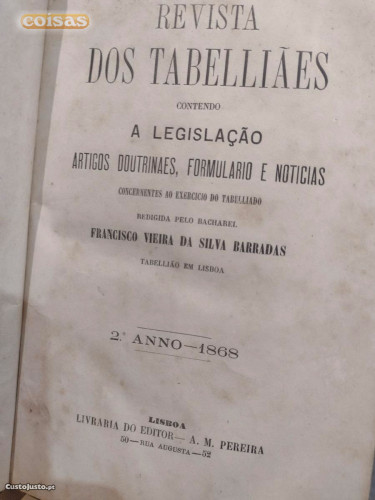 coisas
REVISTA
DOS TABELLIÃES
CONTENDO
A LEGISLAÇÃO
ARTIGOS DOUTRINAES, FORMULARIO E NOTICIAS
CONCERNENTES AO EXERCICIO DO TABELLIADO
REDIGIDA PELO BACHAREL
FRANCISCO VIEIRA DA SILVA BARRADAS
TABELLIÃO EM LISBOA
2.º ANNO—1868
LISBOA
LIVRARIA DO EDITOR—A. M. PEREIRA
50—RUA AUGUSTA—52
CustoJusto.pt